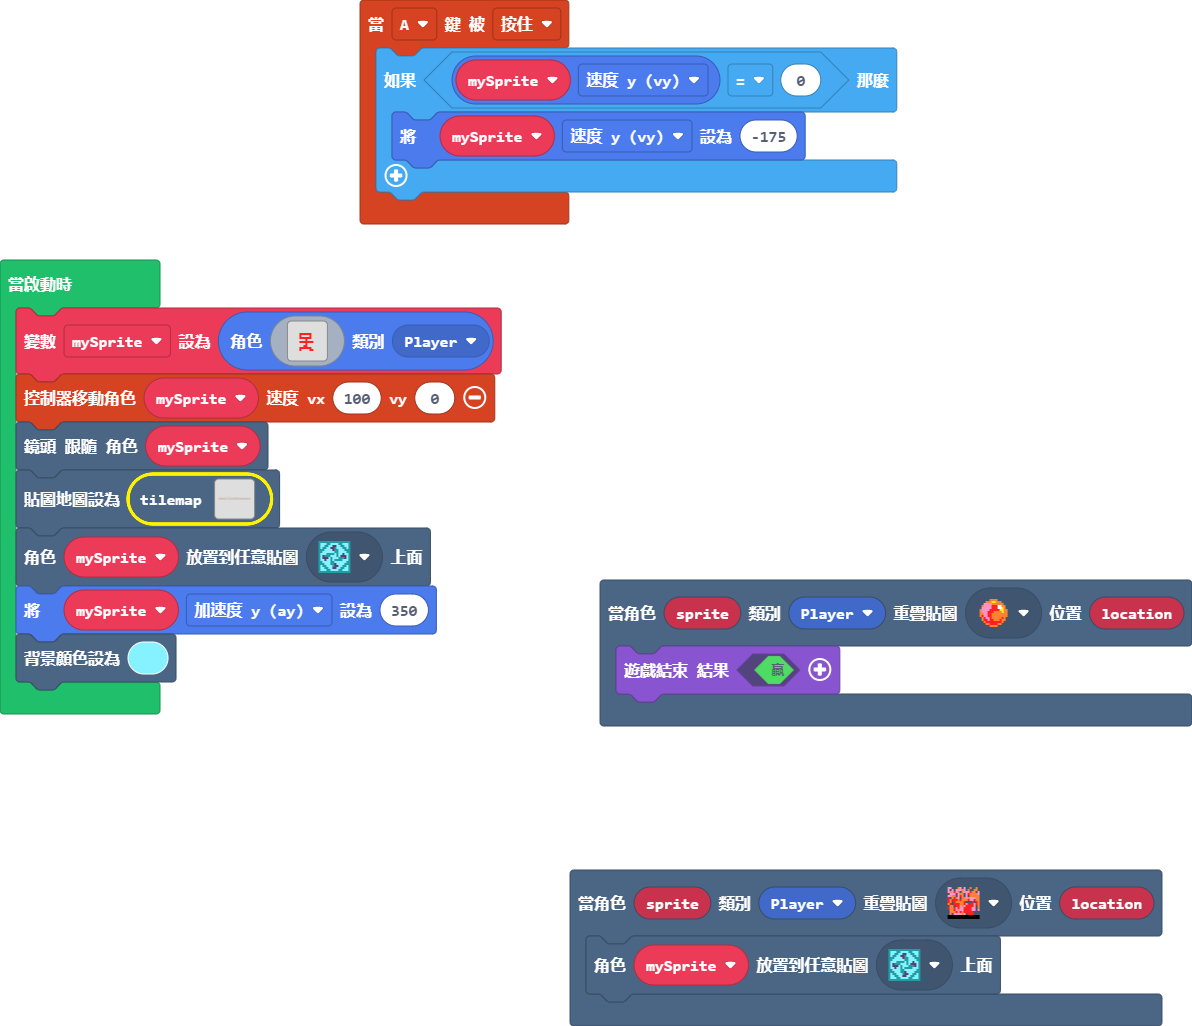 當 A 鍵 被 按住
如果 mySprite 速度 y (vy) = 0 那麼
將 mySprite 速度 y (vy) 設為 -175
當啟動時
變數 mySprite 設為 角色 類別 Player
控制器移動角色 mySprite 速度 vx 100 vy 0
鏡頭 跟隨 角色 mySprite
貼圖地圖設為 tilemap
角色 mySprite 放置到任意貼圖 上面
將 mySprite 加速度 y (ay) 設為 350
背景顏色設為
當角色 sprite 類別 Player 重疊貼圖 位置 location
遊戲結束 結果 贏
當角色 sprite 類別 Player 重疊貼圖 位置 location
角色 mySprite 放置到任意貼圖 上面